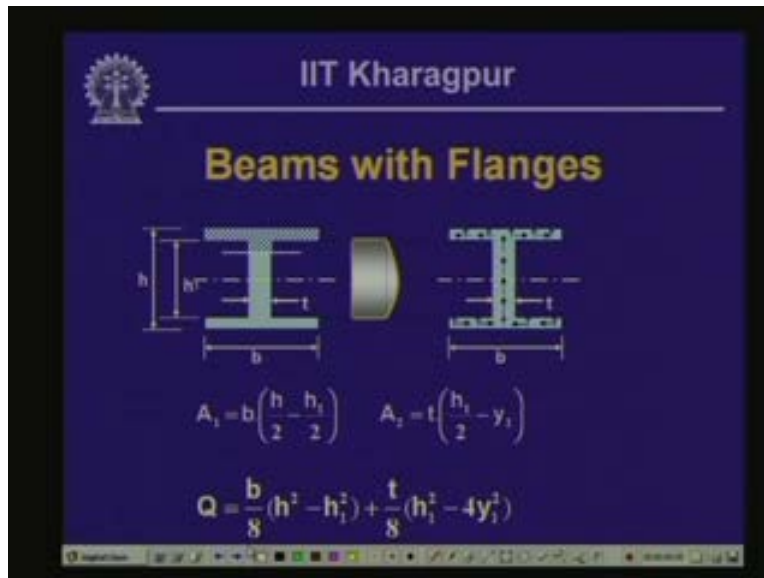 IIT Kharagpur
Beams with Flanges
h h₁ t b
t b
A₁ = b(h/2 − h₁/2)   A₂ = t(h₁/2 − y₁)
Q = b/8 (h² − h₁²) + t/8 (h₁² − 4y₁²)